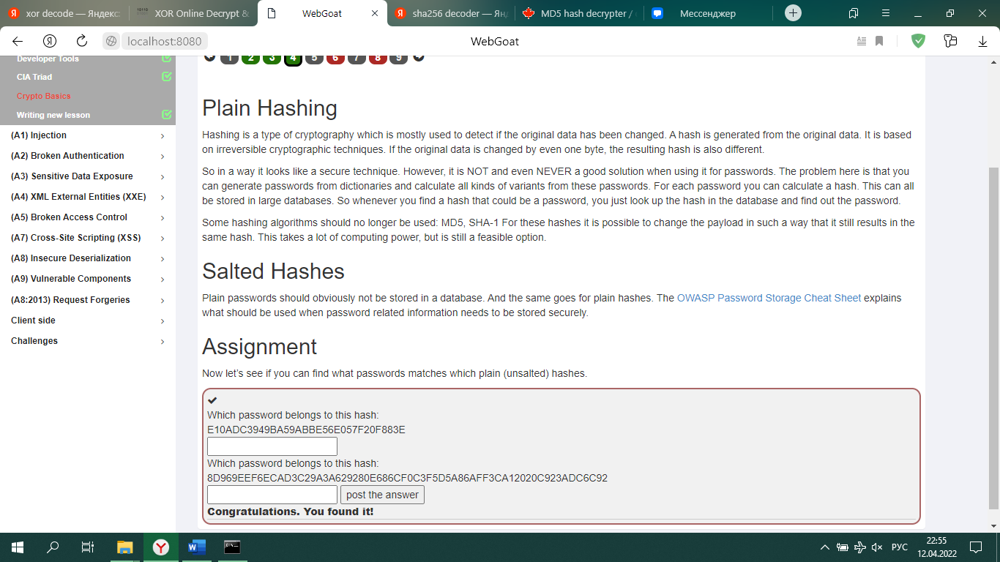 xor decode — Яндекс
XOR Online Decrypt &
WebGoat
sha256 decoder — Ян
MD5 hash decrypter /
Мессенджер
localhost:8080
WebGoat
Developer Tools
CIA Triad
Crypto Basics
Writing new lesson
(A1) Injection
(A2) Broken Authentication
(A3) Sensitive Data Exposure
(A4) XML External Entities (XXE)
(A5) Broken Access Control
(A7) Cross-Site Scripting (XSS)
(A8) Insecure Deserialization
(A9) Vulnerable Components
(A8:2013) Request Forgeries
Client side
Challenges
1 2 3 4 5 6 7 8 9
Plain Hashing
Hashing is a type of cryptography which is mostly used to detect if the original data has been changed. A hash is generated from the original data. It is based
on irreversible cryptographic techniques. If the original data is changed by even one byte, the resulting hash is also different.
So in a way it looks like a secure technique. However, it is NOT and even NEVER a good solution when using it for passwords. The problem here is that you
can generate passwords from dictionaries and calculate all kinds of variants from these passwords. For each password you can calculate a hash. This can all
be stored in large databases. So whenever you find a hash that could be a password, you just look up the hash in the database and find out the password.
Some hashing algorithms should no longer be used: MD5, SHA-1 For these hashes it is possible to change the payload in such a way that it still results in the
same hash. This takes a lot of computing power, but is still a feasible option.
Salted Hashes
Plain passwords should obviously not be stored in a database. And the same goes for plain hashes. The OWASP Password Storage Cheat Sheet explains
what should be used when password related information needs to be stored securely.
Assignment
Now let's see if you can find what passwords matches which plain (unsalted) hashes.
Which password belongs to this hash:
E10ADC3949BA59ABBE56E057F20F883E
Which password belongs to this hash:
8D969EEF6ECAD3C29A3A629280E686CF0C3F5D5A86AFF3CA12020C923ADC6C92
post the answer
Congratulations. You found it!
РУС
22:55
12.04.2022